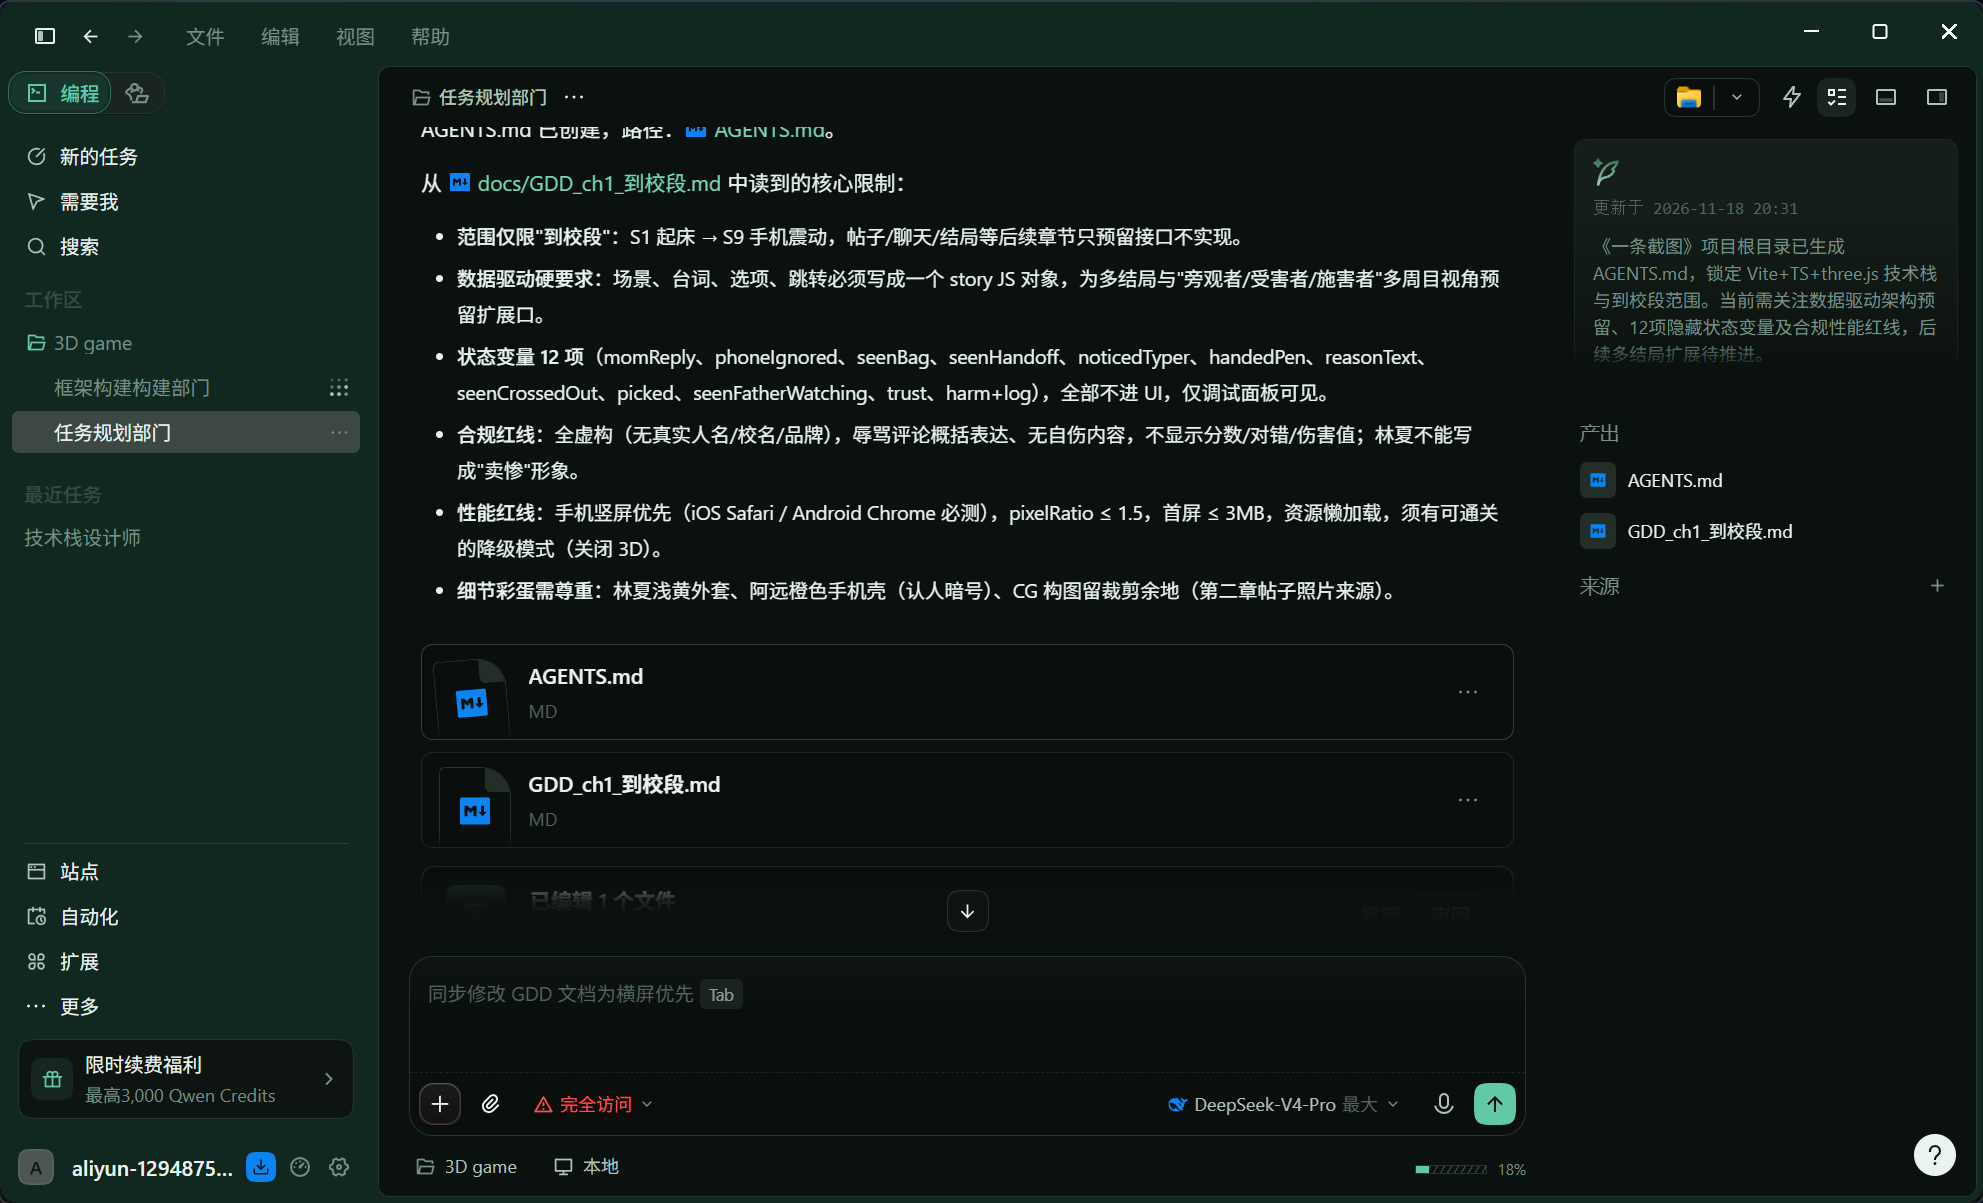 文件 编辑 视图 帮助
编程
新的任务
需要我
搜索
工作区
3D game
框架构建构建部门
任务规划部门
最近任务
技术栈设计师
站点
自动化
扩展
更多
限时续费福利
最高3,000 Qwen Credits
A aliyun-1294875...
任务规划部门 ···
AGENTS.md 已创建，路径： AGENTS.md。
从 docs/GDD_ch1_到校段.md 中读到的核心限制：
• 范围仅限"到校段"：S1 起床 → S9 手机震动，帖子/聊天/结局等后续章节只预留接口不实现。
• 数据驱动硬要求：场景、台词、选项、跳转必须写成一个 story JS 对象，为多结局与"旁观者/受害者/施害者"多周目视角预
留扩展口。
• 状态变量 12 项（momReply、phoneIgnored、seenBag、seenHandoff、noticedTyper、handedPen、reasonText、
seenCrossedOut、picked、seenFatherWatching、trust、harm+log），全部不进 UI，仅调试面板可见。
• 合规红线：全虚构（无真实人名/校名/品牌），辱骂评论概括表达、无自伤内容，不显示分数/对错/伤害值；林夏不能写
成"卖惨"形象。
• 性能红线：手机竖屏优先（iOS Safari / Android Chrome 必测），pixelRatio ≤ 1.5，首屏 ≤ 3MB，资源懒加载，须有可通关
的降级模式（关闭 3D）。
• 细节彩蛋需尊重：林夏浅黄外套、阿远橙色手机壳（认人暗号）、CG 构图留裁剪余地（第二章帖子照片来源）。
AGENTS.md
MD
GDD_ch1_到校段.md
MD
已编辑 1 个文件
撤销 审阅
同步修改 GDD 文档为横屏优先 Tab
完全访问
DeepSeek-V4-Pro 最大
3D game 本地
18%
更新于 2026-11-18 20:31
《一条截图》项目根目录已生成
AGENTS.md，锁定 Vite+TS+three.js 技术栈
与到校段范围。当前需关注数据驱动架构预
留、12项隐藏状态变量及合规性能红线，后
续多结局扩展待推进。
产出
AGENTS.md
GDD_ch1_到校段.md
来源
?